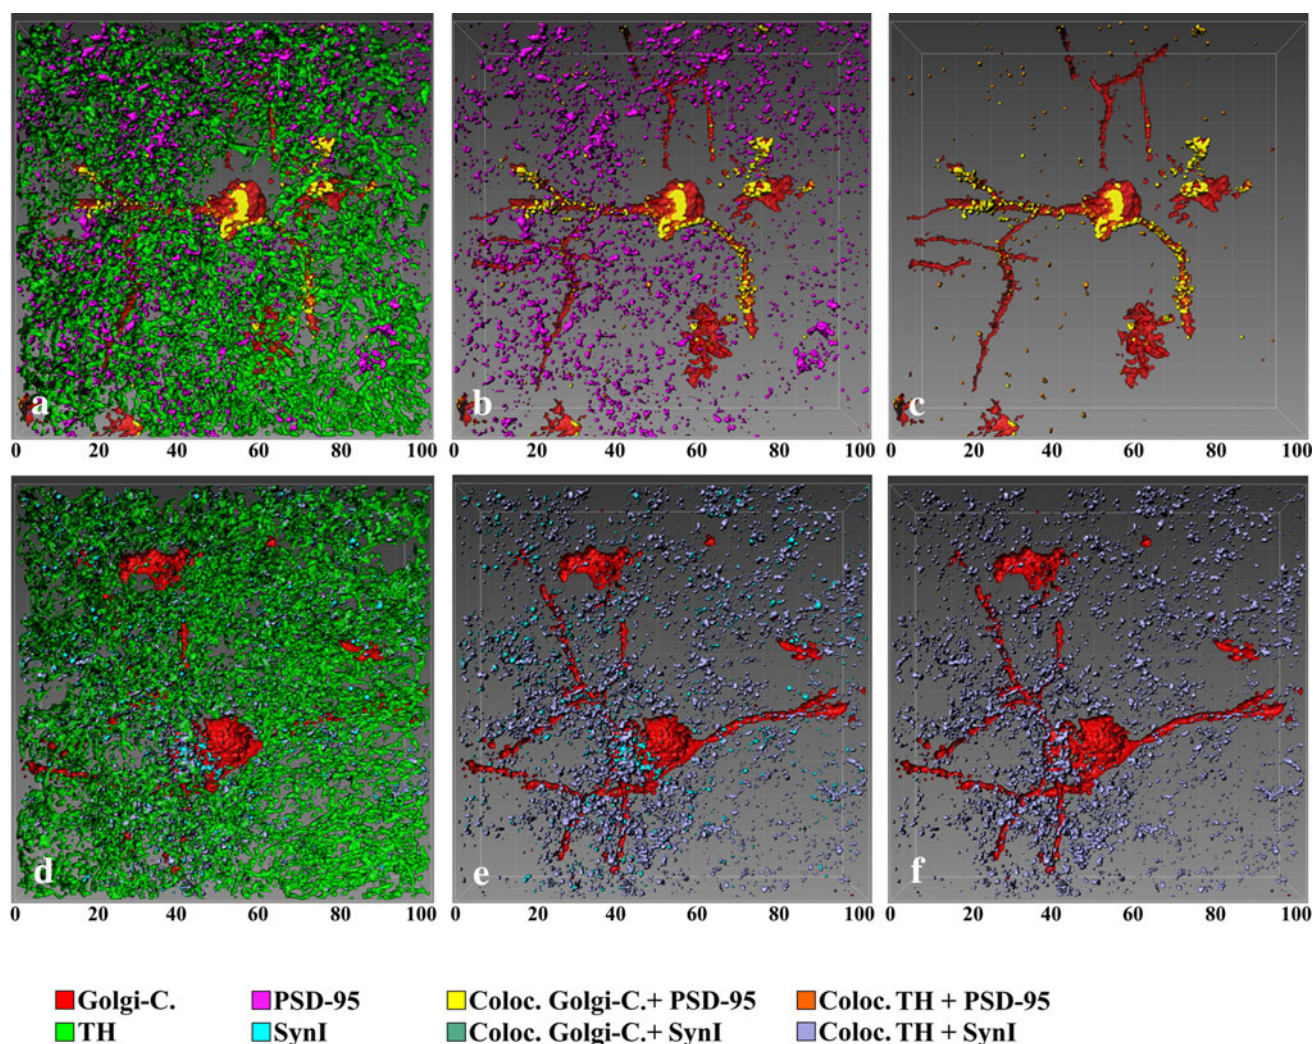 a b c
0 20 40 60 80 100 0 20 40 60 80 100 0 20 40 60 80 100
d e f
0 20 40 60 80 100 0 20 40 60 80 100 0 20 40 60 80 100
Golgi-C. PSD-95 Coloc. Golgi-C.+ PSD-95 Coloc. TH + PSD-95
TH SynI Coloc. Golgi-C.+ SynI Coloc. TH + SynI